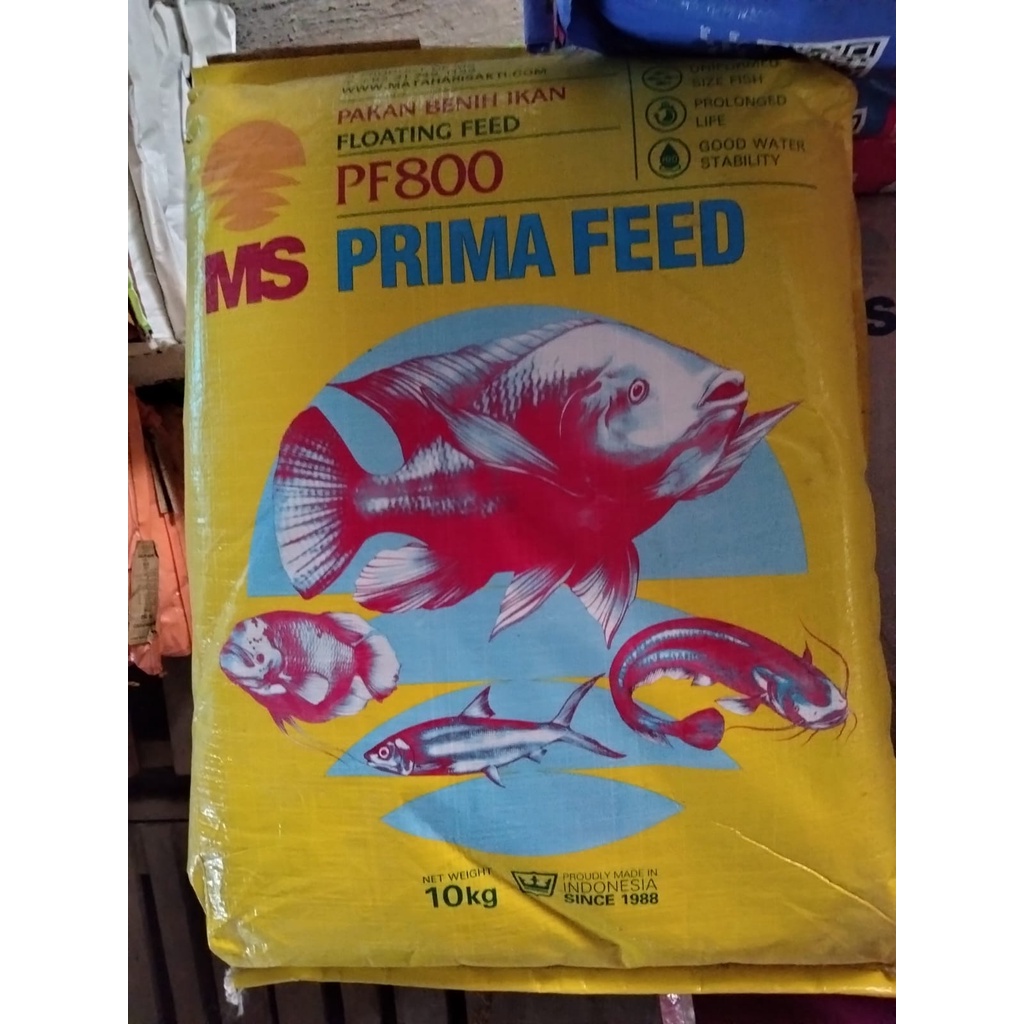 WWW.MATAHARISAKTI.COM
PAKAN BENIH IKAN
FLOATING FEED
PF800
UNIFORMED
SIZE FISH
PROLONGED
LIFE
GOOD WATER
STABILITY
MS
PRIMA FEED
NET WEIGHT
10kg
PROUDLY MADE IN
INDONESIA
SINCE 1988